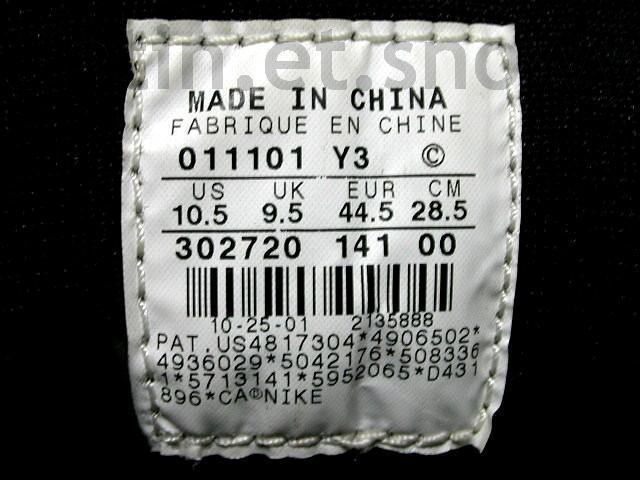 tin.et.sno
MADE IN CHINA
FABRIQUE EN CHINE
011101 Y3 ©
US UK EUR CM
10.5 9.5 44.5 28.5
302720 141 00
10-25-01 2135888
PAT.US4817304*4906502*
4936029*5042176*508336
1*5713141*5952065*D431
896*CA®NIKE